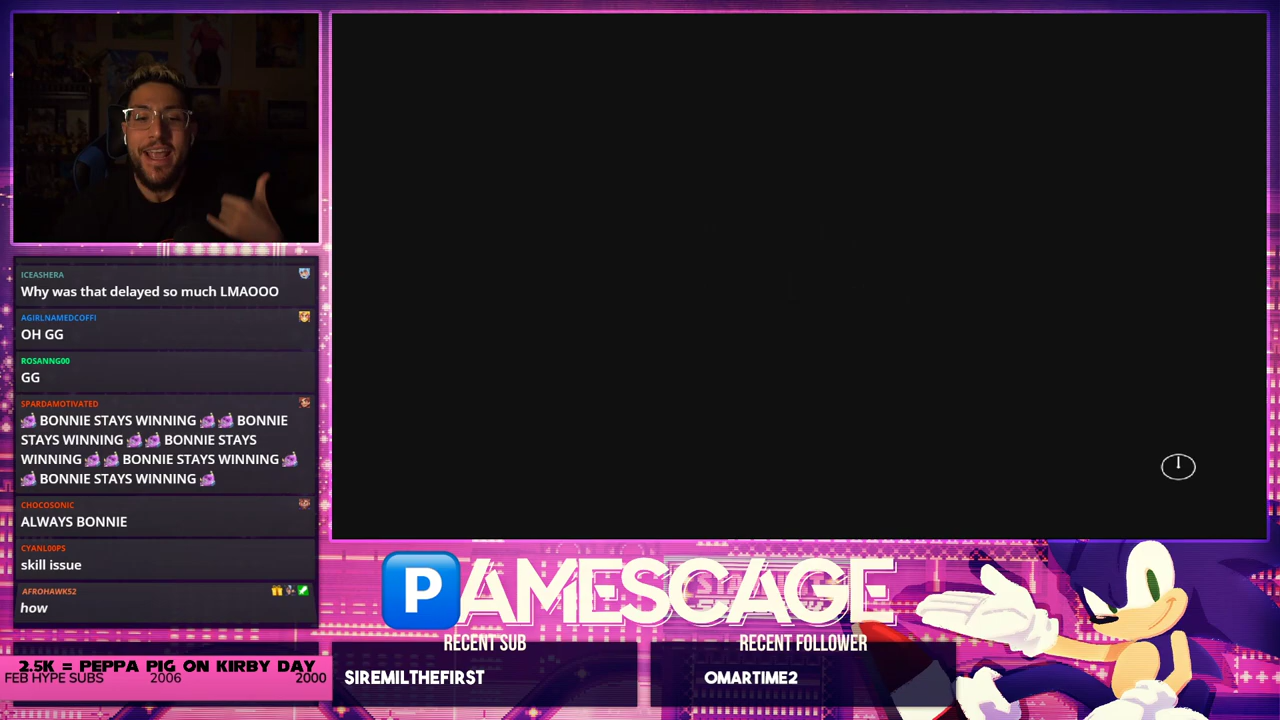 ICEASHERA
Why was that delayed so much LMAOOO
AGIRLNAMEDCOFFI
OH GG
ROSANNG00
GG
SPARDAMOTIVATED
BONNIE STAYS WINNING BONNIE
STAYS WINNING BONNIE STAYS
WINNING BONNIE STAYS WINNING
BONNIE STAYS WINNING
CHOCOSONIC
ALWAYS BONNIE
CYANL00PS
skill issue
AFROHAWK52
how
2.5K = PEPPA PIG ON KIRBY DAY
FEB HYPE SUBS 2006 2000
PAMESCAGE
RECENT SUB RECENT FOLLOWER
SIREMILTHEFIRST OMARTIME2